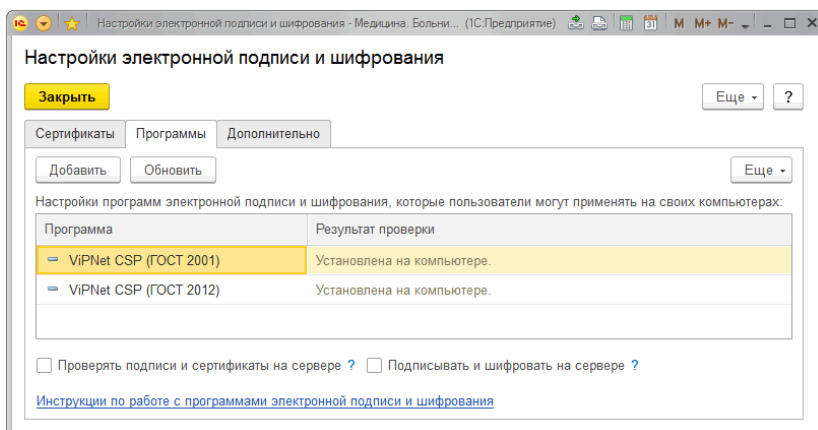 1С Настройки электронной подписи и шифрования - Медицина. Больни... (1С:Предприятие) 31 M M+ M-
Настройки электронной подписи и шифрования
Закрыть Еще ?
Сертификаты Программы Дополнительно
Добавить Обновить Еще
Настройки программ электронной подписи и шифрования, которые пользователи могут применять на своих компьютерах:
Программа Результат проверки
ViPNet CSP (ГОСТ 2001) Установлена на компьютере.
ViPNet CSP (ГОСТ 2012) Установлена на компьютере.
Проверять подписи и сертификаты на сервере ? Подписывать и шифровать на сервере ?
Инструкции по работе с программами электронной подписи и шифрования